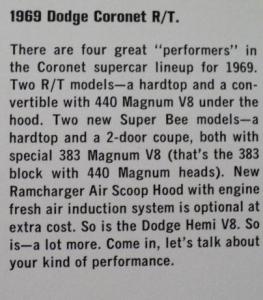 1969 Dodge Coronet R/T.
There are four great "performers" in
the Coronet supercar lineup for 1969.
Two R/T models—a hardtop and a con-
vertible with 440 Magnum V8 under the
hood. Two new Super Bee models—a
hardtop and a 2-door coupe, both with
special 383 Magnum V8 (that's the 383
block with 440 Magnum heads). New
Ramcharger Air Scoop Hood with engine
fresh air induction system is optional at
extra cost. So is the Dodge Hemi V8. So
is—a lot more. Come in, let's talk about
your kind of performance.